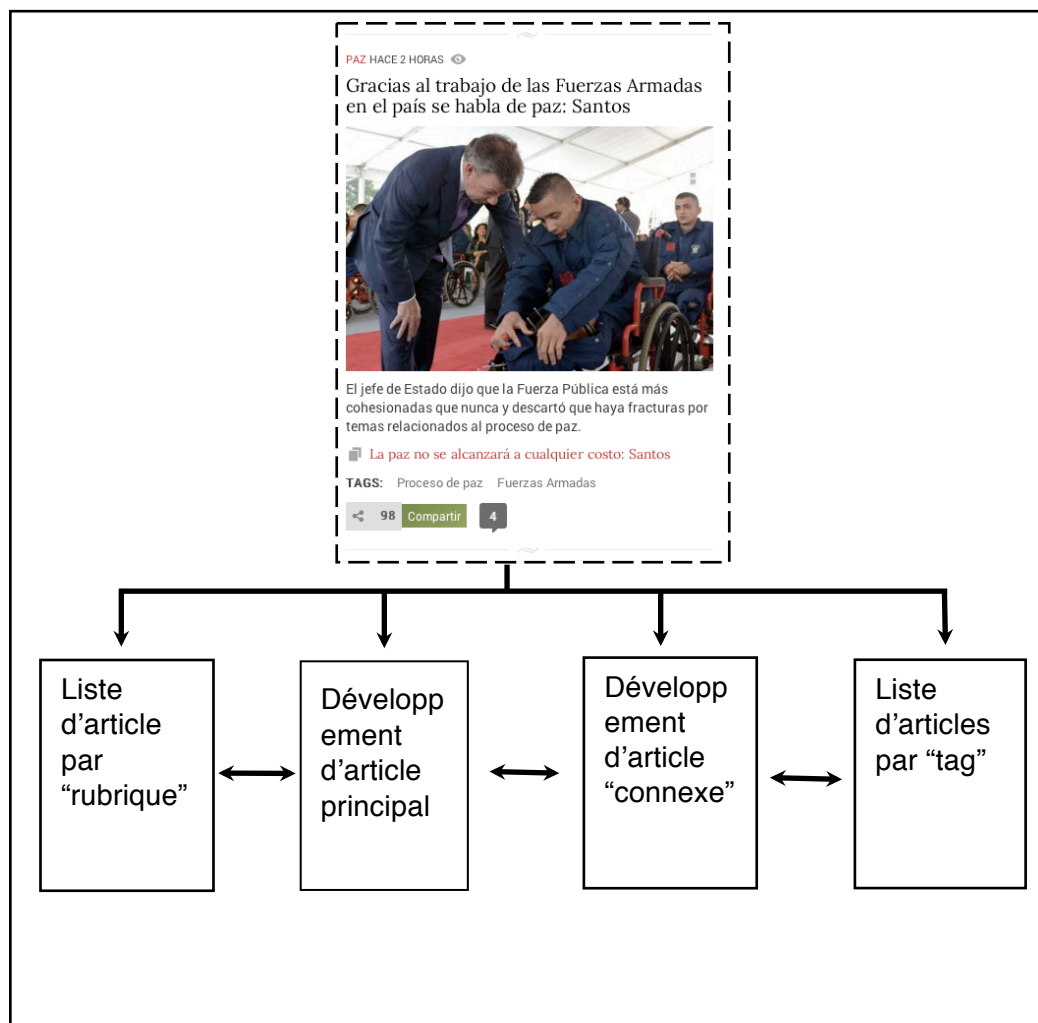 PAZ HACE 2 HORAS
Gracias al trabajo de las Fuerzas Armadas
en el país se habla de paz: Santos
El jefe de Estado dijo que la Fuerza Pública está más
cohesionadas que nunca y descartó que haya fracturas por
temas relacionados al proceso de paz.
La paz no se alcanzará a cualquier costo: Santos
TAGS: Proceso de paz Fuerzas Armadas
98 Compartir 4
Liste
d’article
par
“rubrique”
Développ
ement
d’article
principal
Développ
ement
d’article
“connexe”
Liste
d’articles
par “tag”